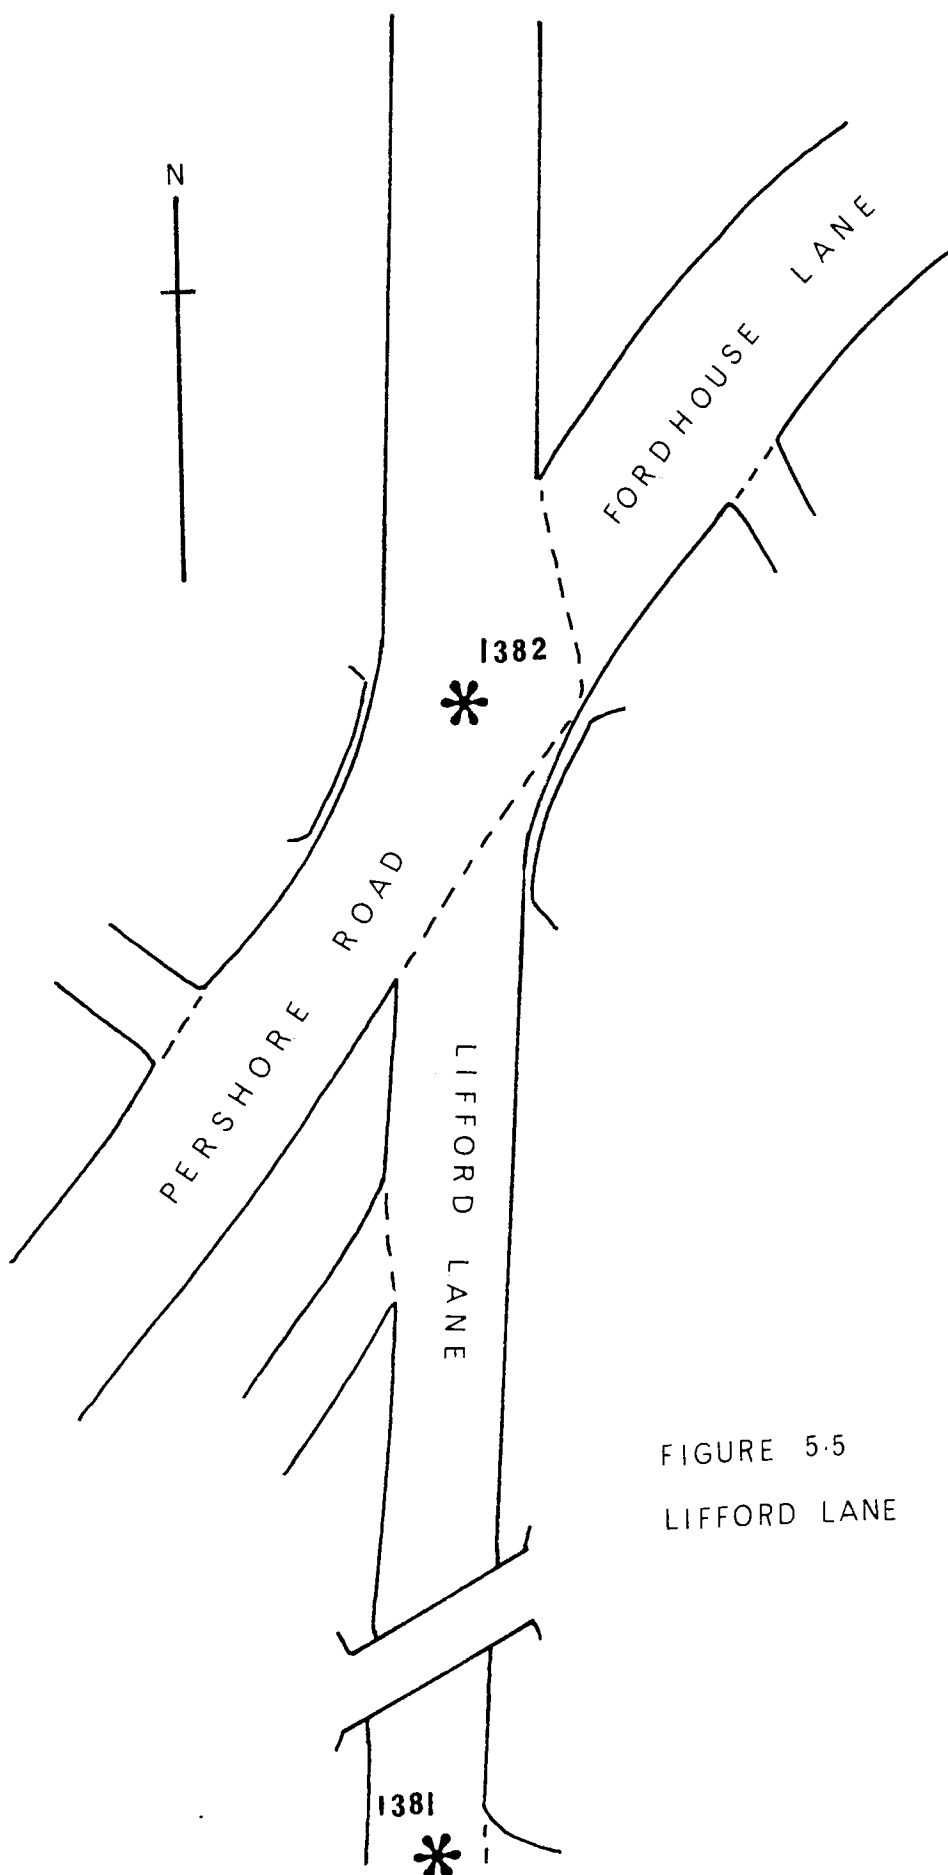 N
FORDHOUSE LANE
1382
PERSHORE ROAD
LIFFORD LANE
FIGURE 5.5
LIFFORD LANE
1381